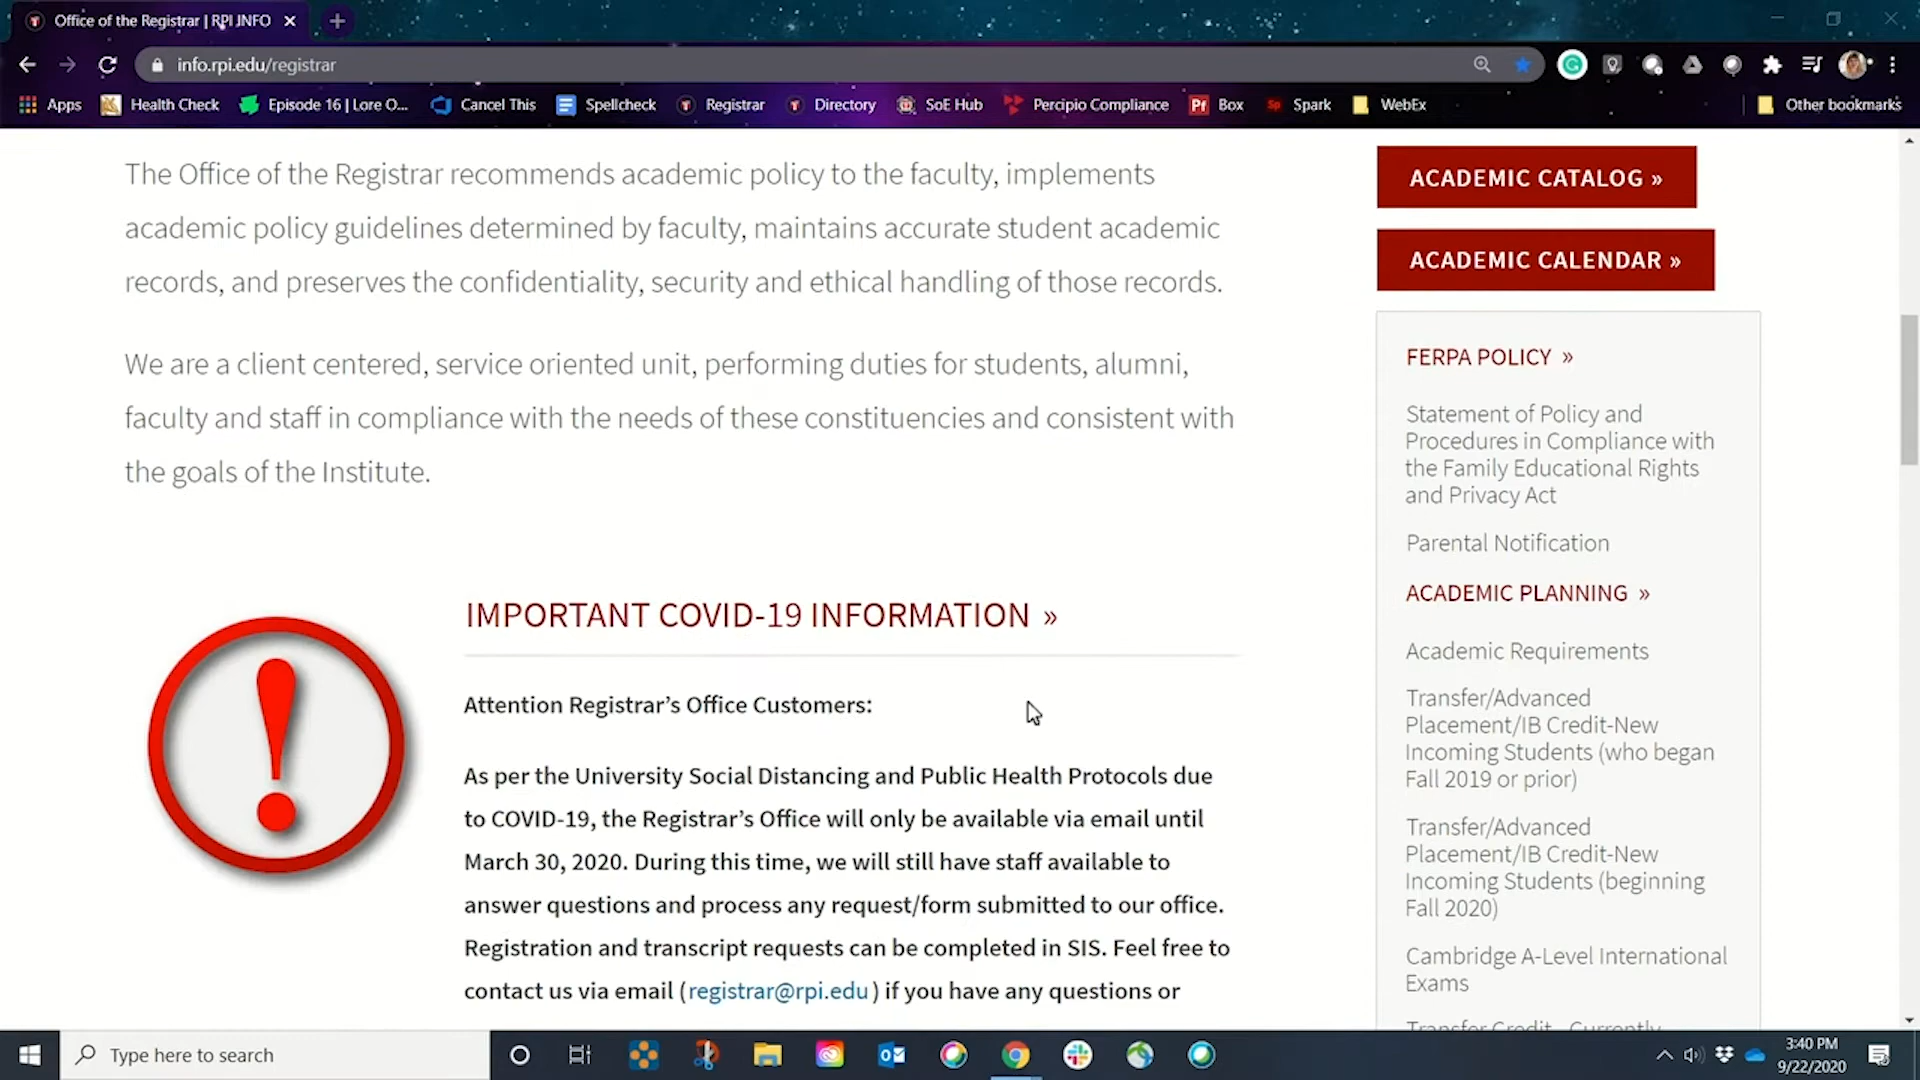 Office of the Registrar | RPI INFO
info.rpi.edu/registrar
Apps
Health Check
Episode 16 | Lore O...
Cancel This
Spellcheck
Registrar
Directory
SoE Hub
Percipio Compliance
Pf Box
Sp Spark
WebEx
Other bookmarks
The Office of the Registrar recommends academic policy to the faculty, implements
academic policy guidelines determined by faculty, maintains accurate student academic
records, and preserves the confidentiality, security and ethical handling of those records.
We are a client centered, service oriented unit, performing duties for students, alumni,
faculty and staff in compliance with the needs of these constituencies and consistent with
the goals of the Institute.
IMPORTANT COVID-19 INFORMATION »
Attention Registrar's Office Customers:
As per the University Social Distancing and Public Health Protocols due
to COVID-19, the Registrar's Office will only be available via email until
March 30, 2020. During this time, we will still have staff available to
answer questions and process any request/form submitted to our office.
Registration and transcript requests can be completed in SIS. Feel free to
contact us via email (registrar@rpi.edu) if you have any questions or
ACADEMIC CATALOG »
ACADEMIC CALENDAR »
FERPA POLICY »
Statement of Policy and
Procedures in Compliance with
the Family Educational Rights
and Privacy Act
Parental Notification
ACADEMIC PLANNING »
Academic Requirements
Transfer/Advanced
Placement/IB Credit-New
Incoming Students (who began
Fall 2019 or prior)
Transfer/Advanced
Placement/IB Credit-New
Incoming Students (beginning
Fall 2020)
Cambridge A-Level International
Exams
Transfer Credit - Currently
Type here to search
3:40 PM
9/22/2020